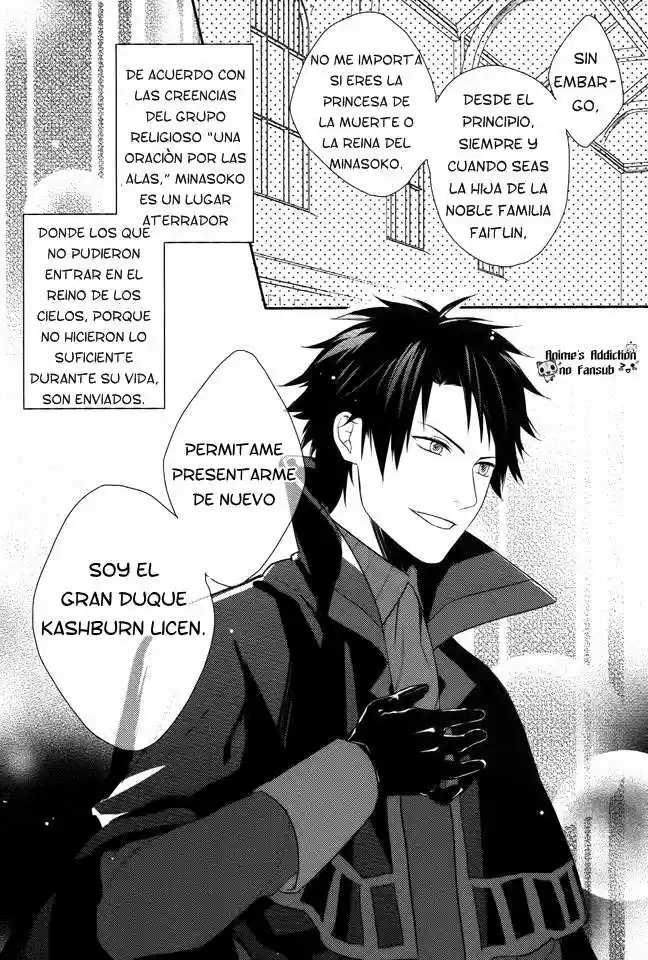 SIN
EMBAR-
GO,
DESDE EL
PRINCIPIO,
SIEMPRE Y
CUANDO SEAS
LA HIJA DE LA
NOBLE FAMILIA
FAITLIN,
NO ME IMPORTA
SI ERES LA
PRINCESA DE
LA MUERTE O
LA REINA DEL
MINASOKO.
DE ACUERDO CON
LAS CREENCIAS
DEL GRUPO
RELIGIOSO "UNA
ORACIÒN POR LAS
ALAS," MINASOKO
ES UN LUGAR
ATERRADOR
DONDE LOS QUE
NO PUDIERON
ENTRAR EN EL
REINO DE LOS
CIELOS, PORQUE
NO HICIERON LO
SUFICIENTE
DURANTE SU VIDA,
SON ENVIADOS.
Anime's Addiction
no Fansub
PERMITAME
PRESENTARME
DE NUEVO
SOY EL
GRAN DUQUE
KASHBURN LICEN.